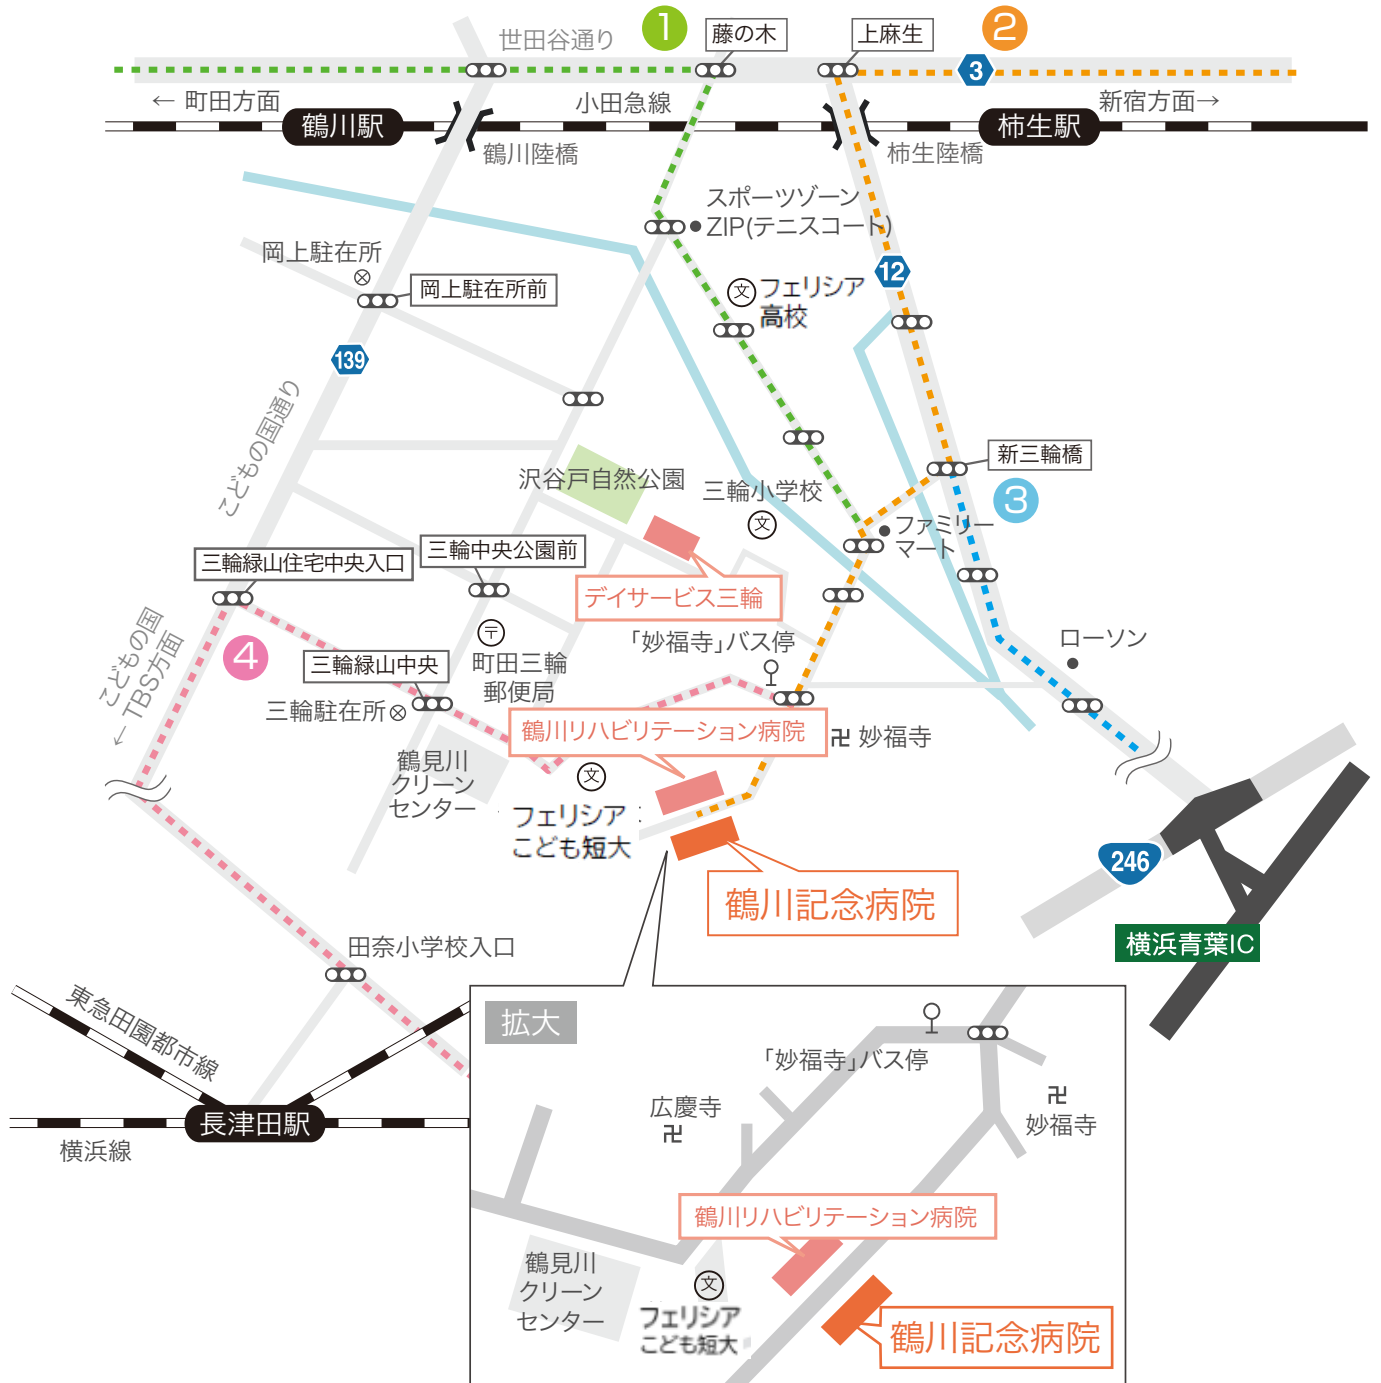 世田谷通り
1
藤の木
上麻生
2
3
← 町田方面
小田急線
新宿方面→
鶴川駅
柿生駅
鶴川陸橋
柿生陸橋
スポーツゾーン
ZIP(テニスコート)
岡上駐在所
岡上駐在所前
12
文
フェリシア
高校
139
こどもの国通り
沢谷戸自然公園
三輪小学校
文
新三輪橋
3
ファミリー
マート
三輪緑山住宅中央入口
三輪中央公園前
デイサービス三輪
こどもの国
← TBS方面
4
〒
町田三輪
郵便局
「妙福寺」バス停
ローソン
三輪緑山中央
三輪駐在所
鶴川リハビリテーション病院
卍 妙福寺
鶴見川
クリーン
センター
文
フェリシア
こども短大
246
鶴川記念病院
横浜青葉IC
田奈小学校入口
東急田園都市線
長津田駅
横浜線
拡大
「妙福寺」バス停
広慶寺
卍
卍
妙福寺
鶴川リハビリテーション病院
鶴見川
クリーン
センター
文
フェリシア
こども短大
鶴川記念病院